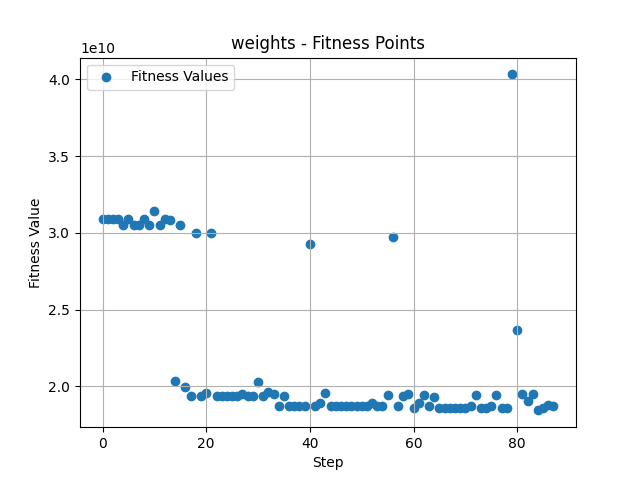 weights - Fitness Points
1e10
Fitness Values
4.0
3.5
3.0
2.5
2.0
Fitness Value
0 20 40 60 80
Step